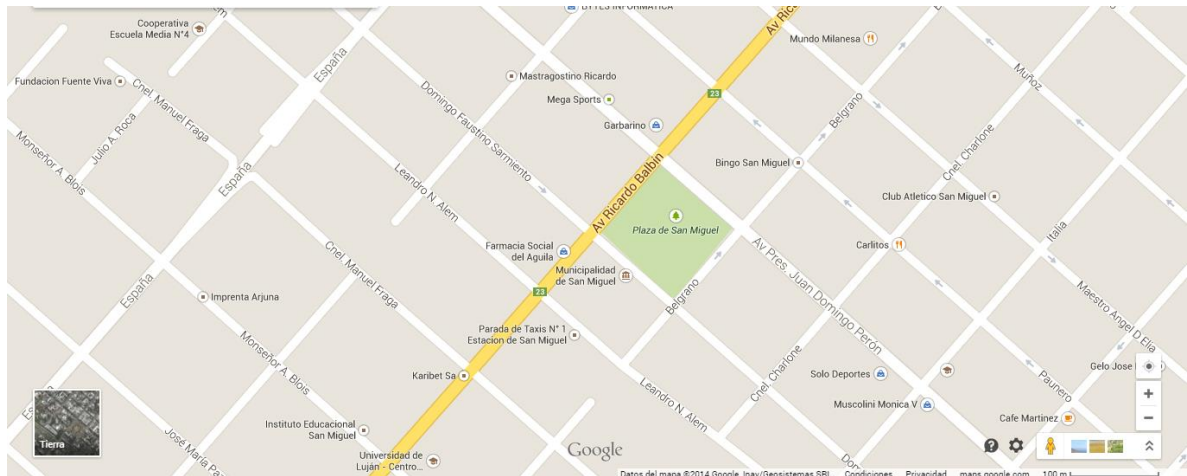 BYTES INFORMATICA
Av Ric
Cooperativa
Escuela Media N°4
España
Mundo Milanesa
Mastragostino Ricardo
Muñoz
Fundacion Fuente Viva
Cnel. Manuel Fraga
Domingo Faustino Sarmiento
Mega Sports
23
Belgrano
Garbarino
Julio A. Roca
Monseñor A. Blois
España
Leandro N. Alem
Av Ricardo Balbin
Bingo San Miguel
Cnel. Charlone
Club Atletico San Miguel
Plaza de San Miguel
Italia
Farmacia Social
del Aguila
Carlitos
Av Pres. Juan Domingo Perón
Municipalidad
de San Miguel
España
Cnel. Manuel Fraga
Imprenta Arjuna
23
Belgrano
Maestro Angel D Elia
Parada de Taxis N° 1
Estacion de San Miguel
Monseñor A. Blois
Karibet Sa
Leandro N. Alem
Cnel. Charlone
Solo Deportes
Gelo Jose
Paunero
Muscolini Monica V
Cafe Martinez
Instituto Educacional
San Miguel
Tierra
José María Pa
Universidad de
Luján - Centro...
Google
Datos del mapa ©2014 Google, Inav/Geosistemas SRL Condiciones Privacidad maps.google.com 100 m